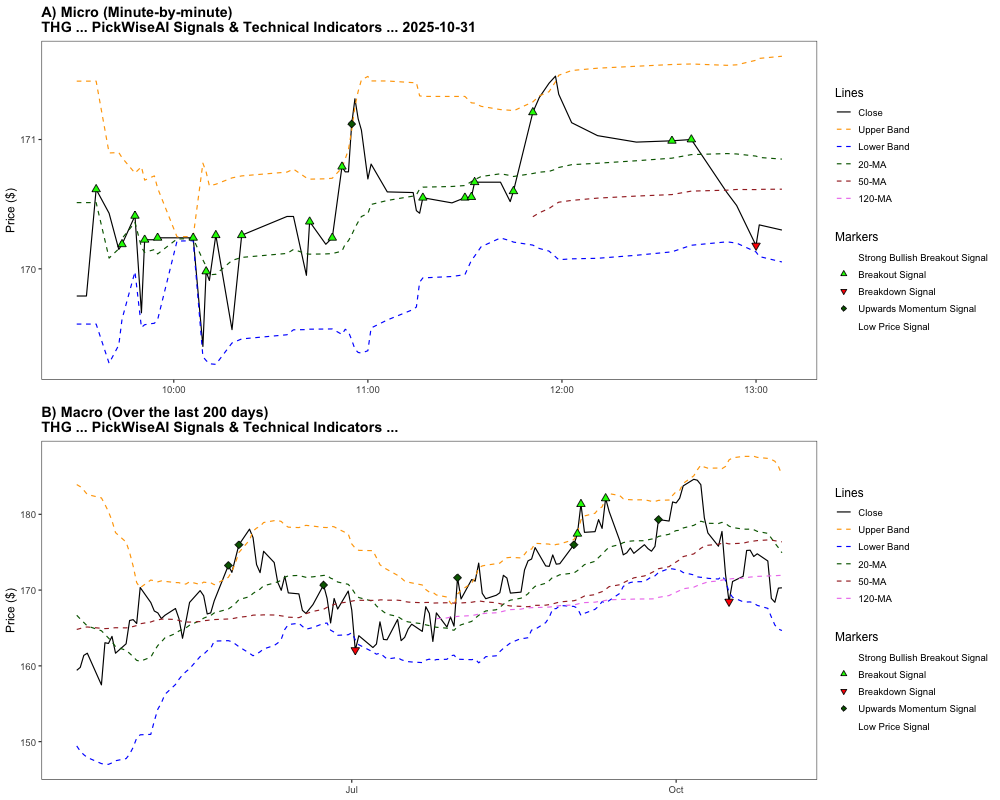 A) Micro (Minute-by-minute)
THG ... PickWiseAI Signals & Technical Indicators ... 2025-10-31
Price ($)
171
170
10:00
11:00
12:00
13:00
Lines
Close
Upper Band
Lower Band
20-MA
50-MA
120-MA
Markers
Strong Bullish Breakout Signal
Breakout Signal
Breakdown Signal
Upwards Momentum Signal
Low Price Signal
B) Macro (Over the last 200 days)
THG ... PickWiseAI Signals & Technical Indicators ...
Price ($)
180
170
160
150
Jul
Oct
Lines
Close
Upper Band
Lower Band
20-MA
50-MA
120-MA
Markers
Strong Bullish Breakout Signal
Breakout Signal
Breakdown Signal
Upwards Momentum Signal
Low Price Signal